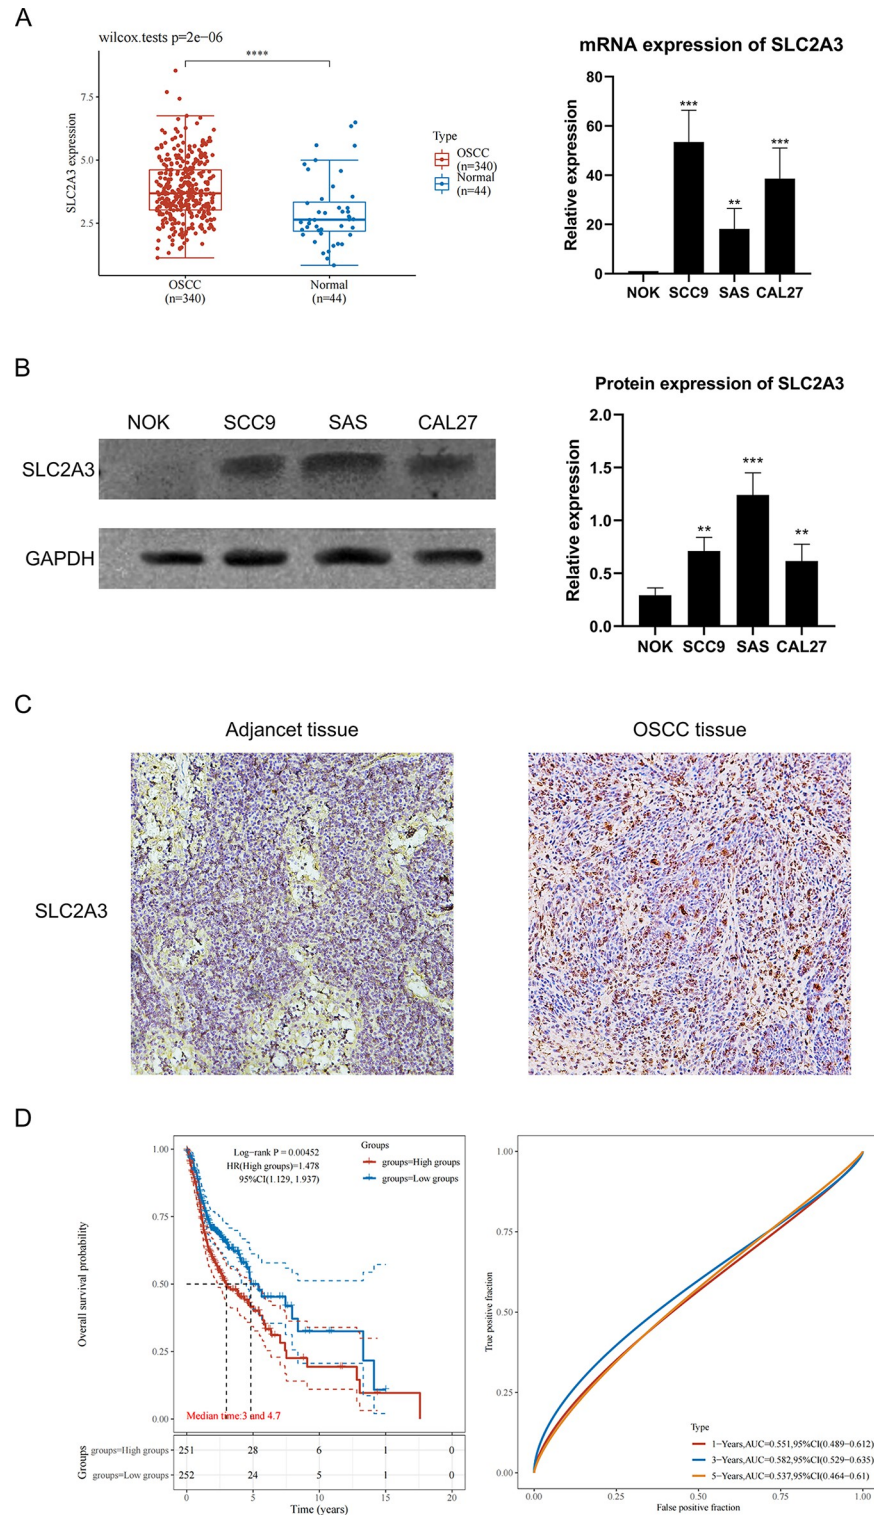 A
wilcox.tests p=2e−06
****
7.5
5.0
2.5
SLC2A3 expression
OSCC
(n=340)
Normal
(n=44)
Type
OSCC
(n=340)
Normal
(n=44)
mRNA expression of SLC2A3
Relative expression
80
60
40
20
0
***
**
***
NOK SCC9 SAS CAL27
B
NOK SCC9 SAS CAL27
SLC2A3
GAPDH
Protein expression of SLC2A3
Relative expression
2.0
1.5
1.0
0.5
0.0
**
***
**
NOK SCC9 SAS CAL27
C
Adjancet tissue
OSCC tissue
SLC2A3
D
Overall survival probability
1.00
0.75
0.50
0.25
0.00
Log−rank P = 0.00452
HR(High groups)=1.478
95%CI(1.129, 1.937)
Groups
groups=High groups
groups=Low groups
Median time:3 and 4.7
Groups
groups=High groups 251 28 6 1 0
groups=Low groups 252 24 5 1 0
0 5 10 15 20
Time (years)
True positive fraction
1.00
0.75
0.50
0.25
0.00
Type
1−Years,AUC=0.551,95%CI(0.489−0.612)
3−Years,AUC=0.582,95%CI(0.529−0.635)
5−Years,AUC=0.537,95%CI(0.464−0.61)
0.00 0.25 0.50 0.75 1.00
False positive fraction